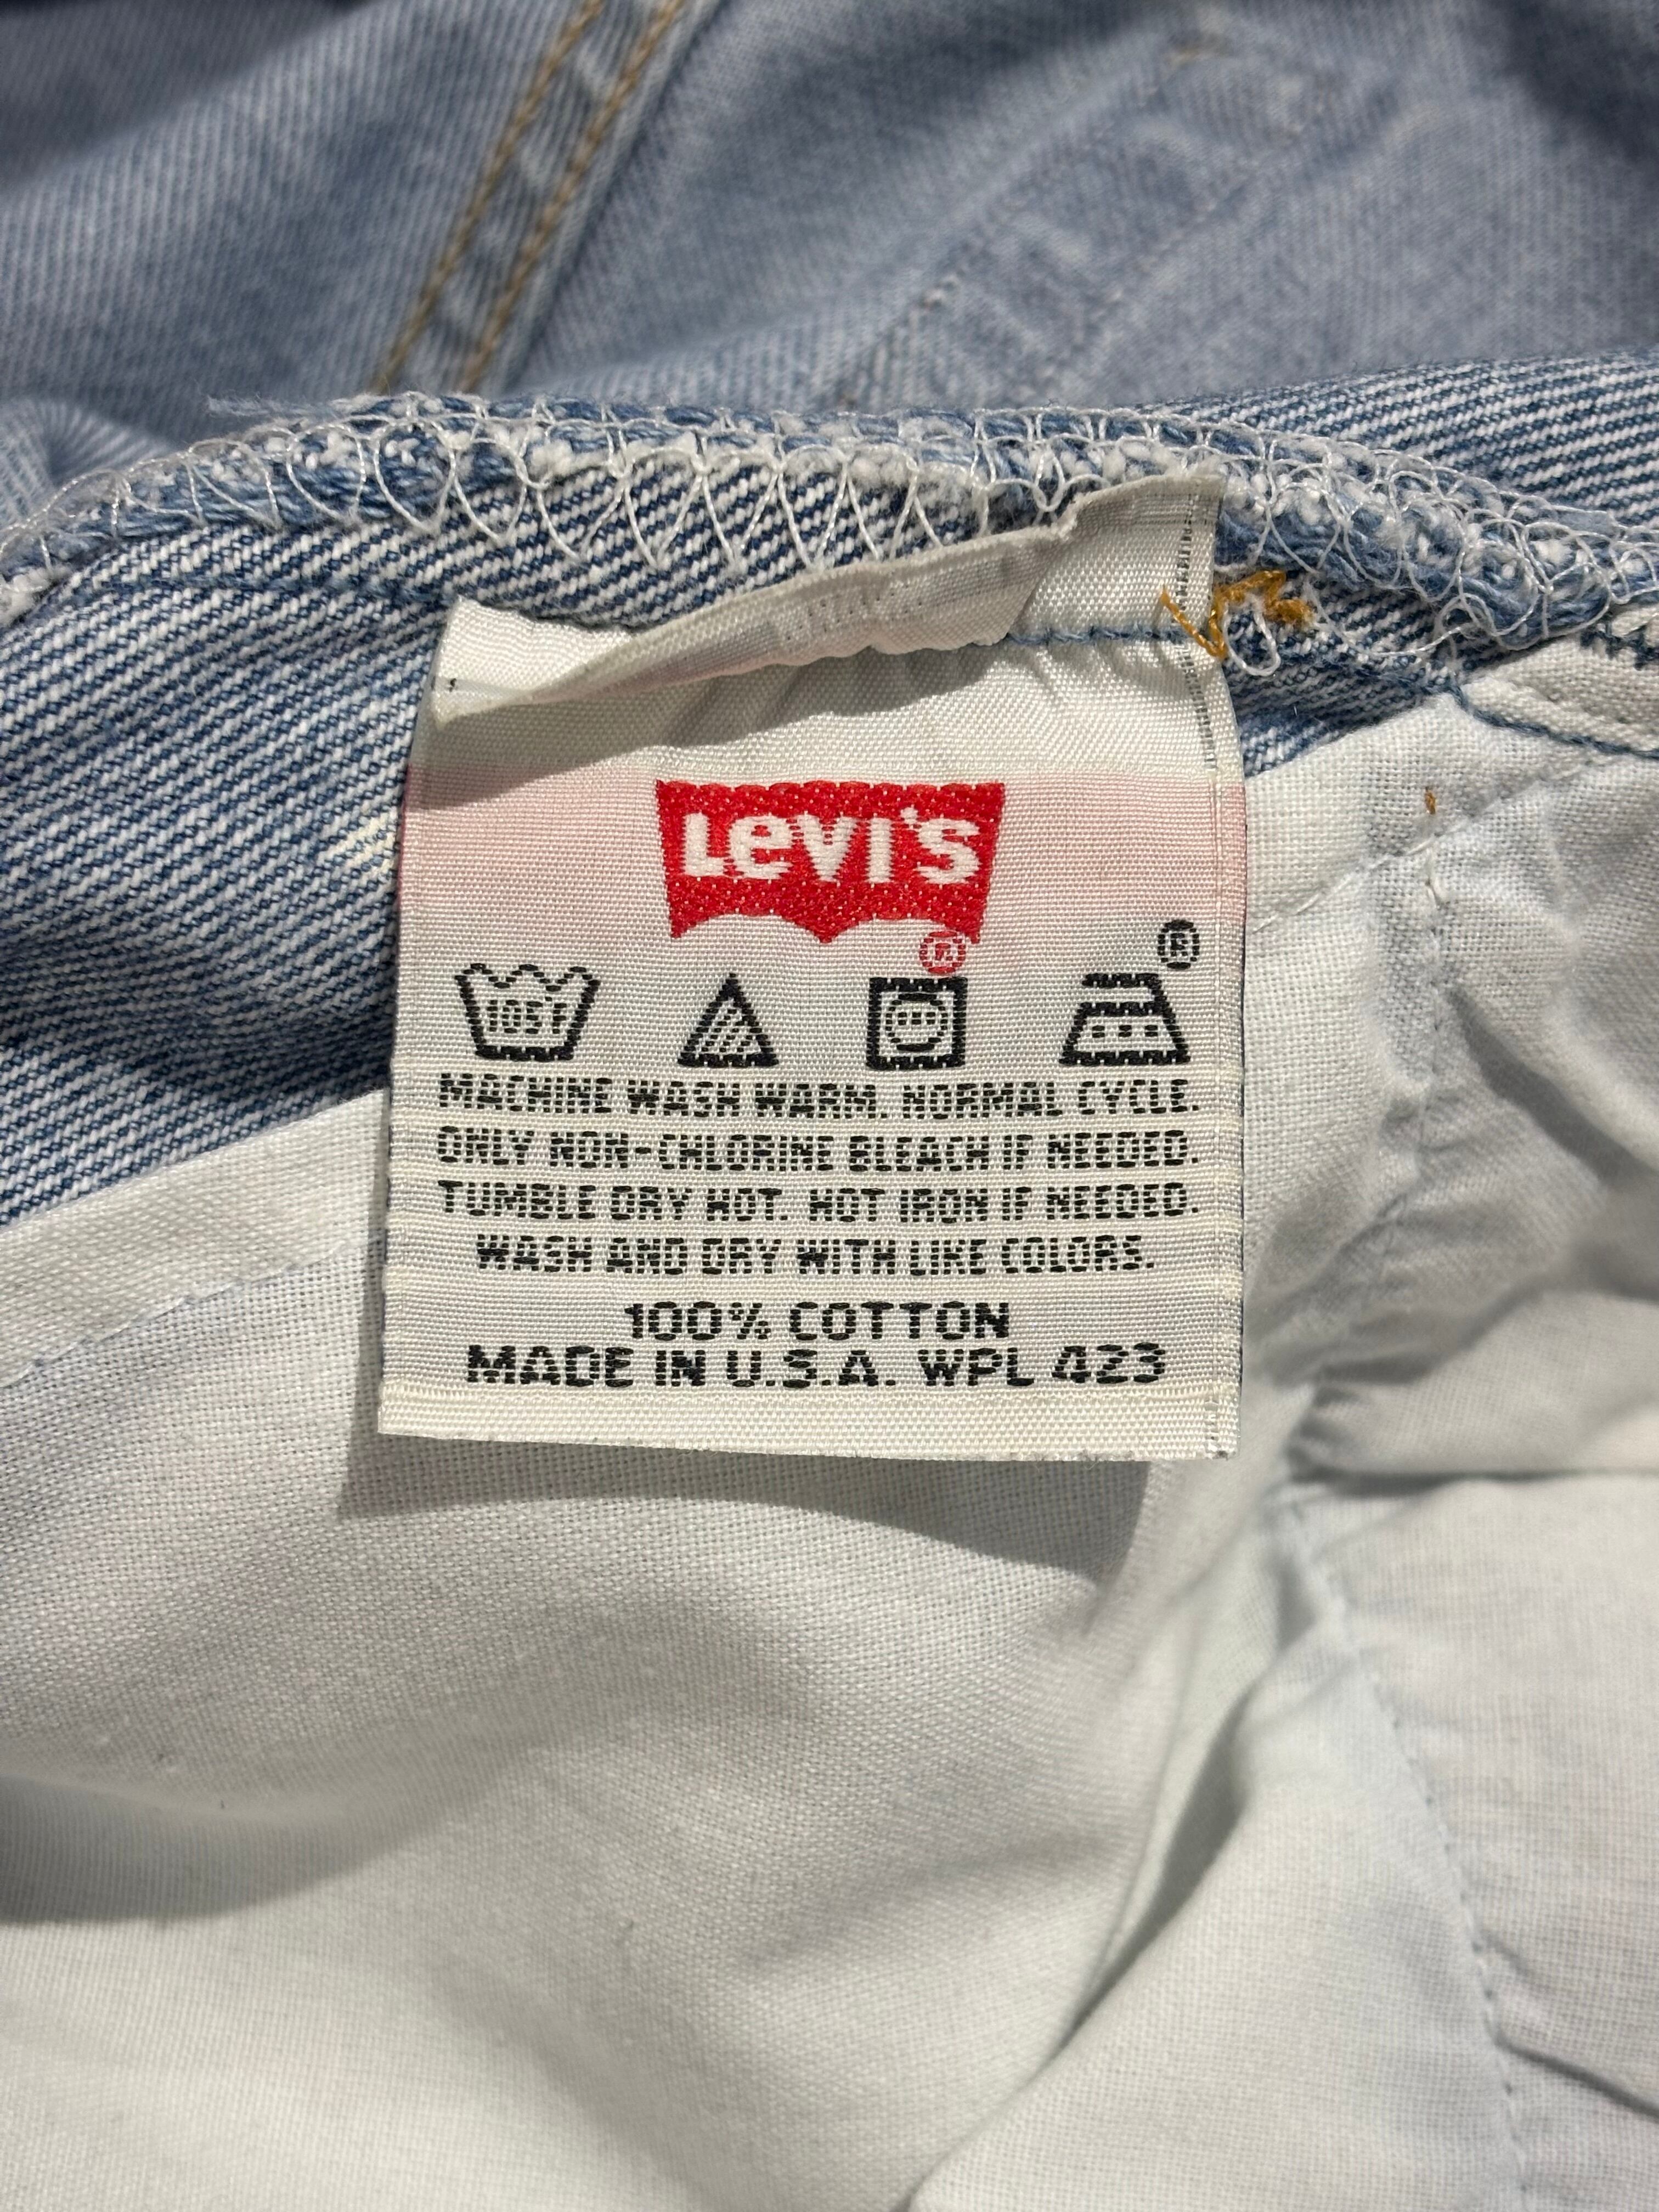 LEVI'S
®
®
105F
MACHINE WASH WARM. NORMAL CYCLE.
ONLY NON-CHLORINE BLEACH IF NEEDED.
TUMBLE DRY HOT. HOT IRON IF NEEDED.
WASH AND DRY WITH LIKE COLORS.
100% COTTON
MADE IN U.S.A. WPL 423